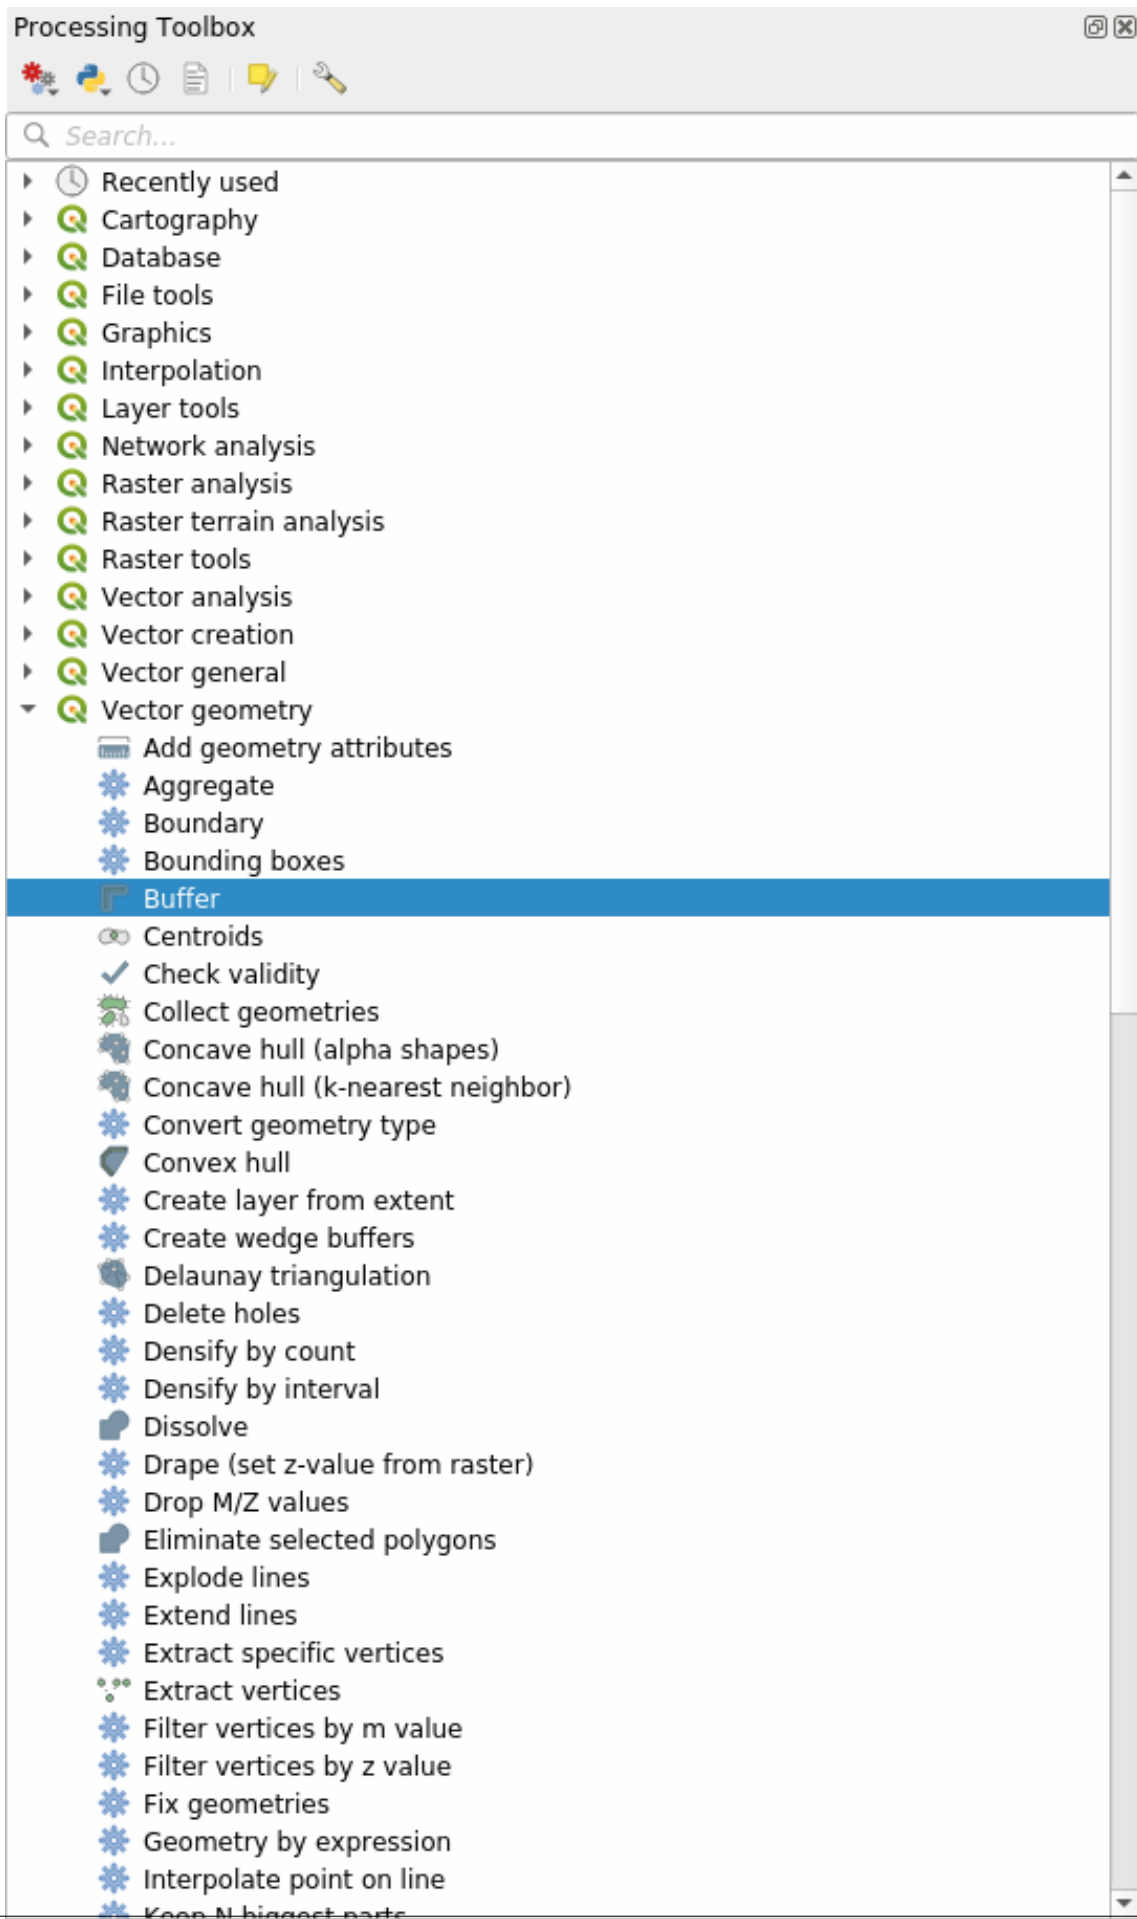 Processing Toolbox
Search...
Recently used
Cartography
Database
File tools
Graphics
Interpolation
Layer tools
Network analysis
Raster analysis
Raster terrain analysis
Raster tools
Vector analysis
Vector creation
Vector general
Vector geometry
Add geometry attributes
Aggregate
Boundary
Bounding boxes
Buffer
Centroids
Check validity
Collect geometries
Concave hull (alpha shapes)
Concave hull (k-nearest neighbor)
Convert geometry type
Convex hull
Create layer from extent
Create wedge buffers
Delaunay triangulation
Delete holes
Densify by count
Densify by interval
Dissolve
Drape (set z-value from raster)
Drop M/Z values
Eliminate selected polygons
Explode lines
Extend lines
Extract specific vertices
Extract vertices
Filter vertices by m value
Filter vertices by z value
Fix geometries
Geometry by expression
Interpolate point on line
Keep N biggest parts